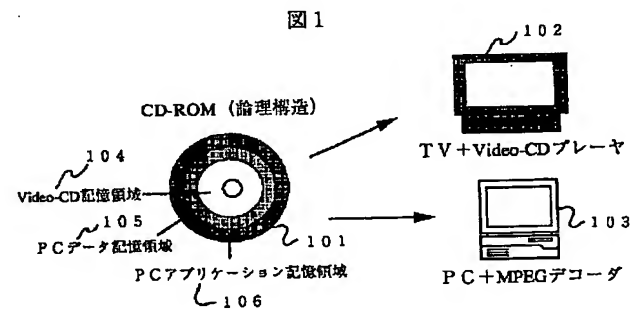 図1
102
CD-ROM (論理構造)
TV+Video-CDプレーヤ
104
Video-CD記憶領域
105
PCデータ記憶領域
101
PCアプリケーション記憶領域
106
103
PC+MPEGデコーダ